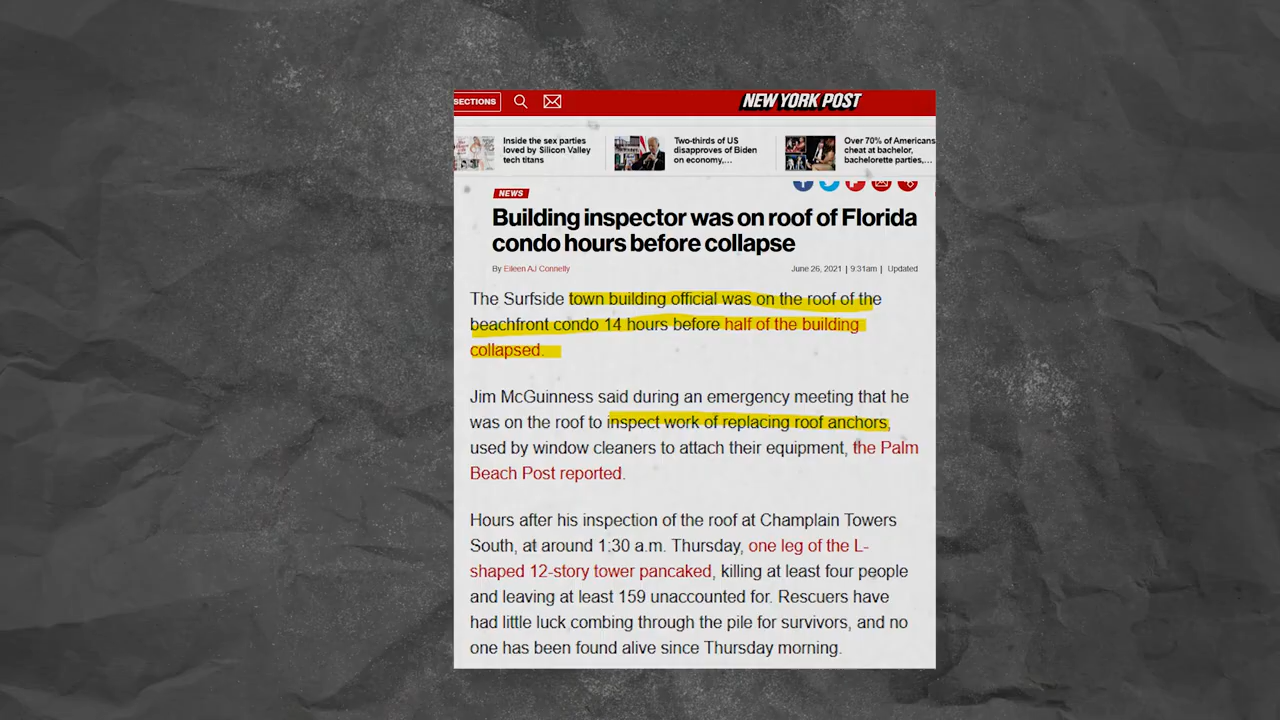 SECTIONS
NEW YORK POST
Inside the sex parties
loved by Silicon Valley
tech titans
Two-thirds of US
disapproves of Biden
on economy,...
Over 70% of Americans
cheat at bachelor,
bachelorette parties,...
NEWS
Building inspector was on roof of Florida
condo hours before collapse
By Eileen AJ Connelly
June 26, 2021 | 9:31am | Updated
The Surfside town building official was on the roof of the
beachfront condo 14 hours before half of the building
collapsed.
Jim McGuinness said during an emergency meeting that he
was on the roof to inspect work of replacing roof anchors,
used by window cleaners to attach their equipment, the Palm
Beach Post reported.
Hours after his inspection of the roof at Champlain Towers
South, at around 1:30 a.m. Thursday, one leg of the L-
shaped 12-story tower pancaked, killing at least four people
and leaving at least 159 unaccounted for. Rescuers have
had little luck combing through the pile for survivors, and no
one has been found alive since Thursday morning.